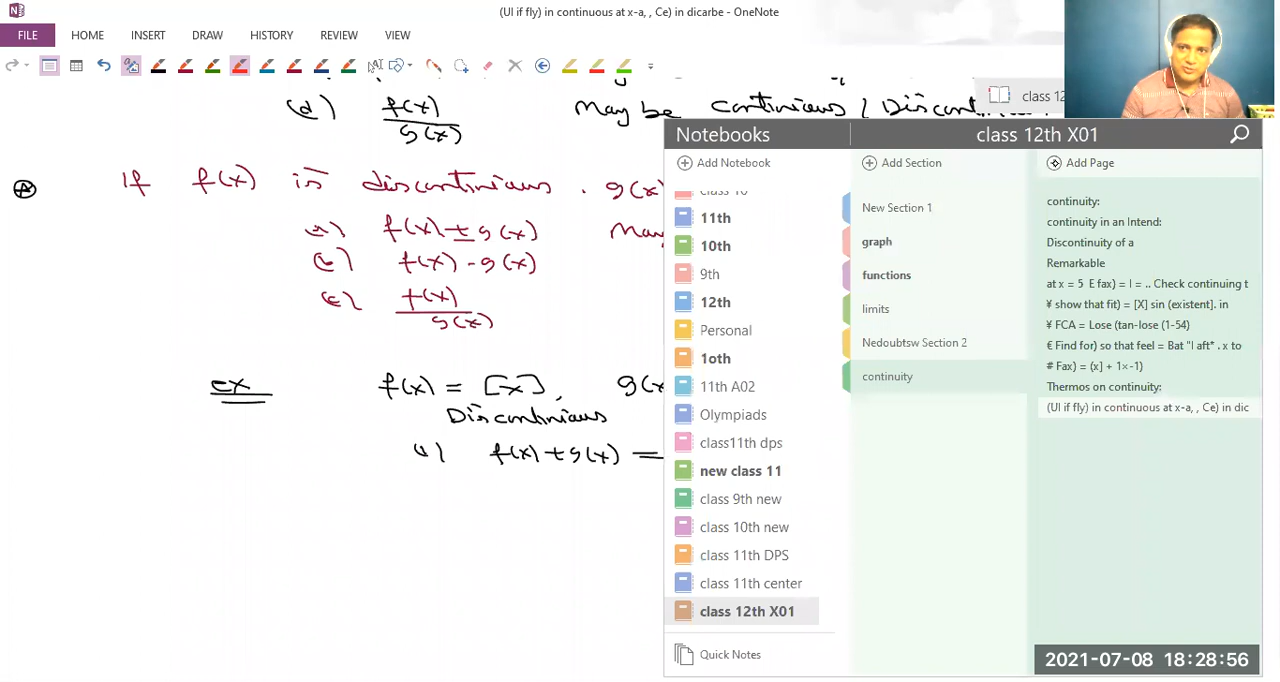 (UI if fly) in continuous at x-a, , Ce) in dicarbe - OneNote
FILE HOME INSERT DRAW HISTORY REVIEW VIEW
(d) f(x)/g(x) may be continious / Discontin
class 12
If f(x) is discontinious . g(x)
(a) f(x) ± g(x) may
(b) f(x) - g(x)
(c) f(x)/g(x)
ex f(x) = [x], g(x
Discontinious
(a) f(x) + g(x) =
Notebooks
class 12th X01
Add Notebook
class 10
11th
10th
9th
12th
Personal
1oth
11th A02
Olympiads
class11th dps
new class 11
class 9th new
class 10th new
class 11th DPS
class 11th center
class 12th X01
Quick Notes
Add Section
New Section 1
graph
functions
limits
Nedoubtsw Section 2
continuity
Add Page
continuity:
continuity in an Intend:
Discontinuity of a
Remarkable
at x = 5 E fax) = l = .. Check continuing t
¥ show that fit) = [X] sin (existent]. in
¥ FCA = Lose (tan-lose (1-54)
€ Find for) so that feel = Bat "l aft* . x to
# Fax) = (x] + 1×-1)
Thermos on continuity:
(UI if fly) in continuous at x-a, , Ce) in dic
2021-07-08 18:28:56